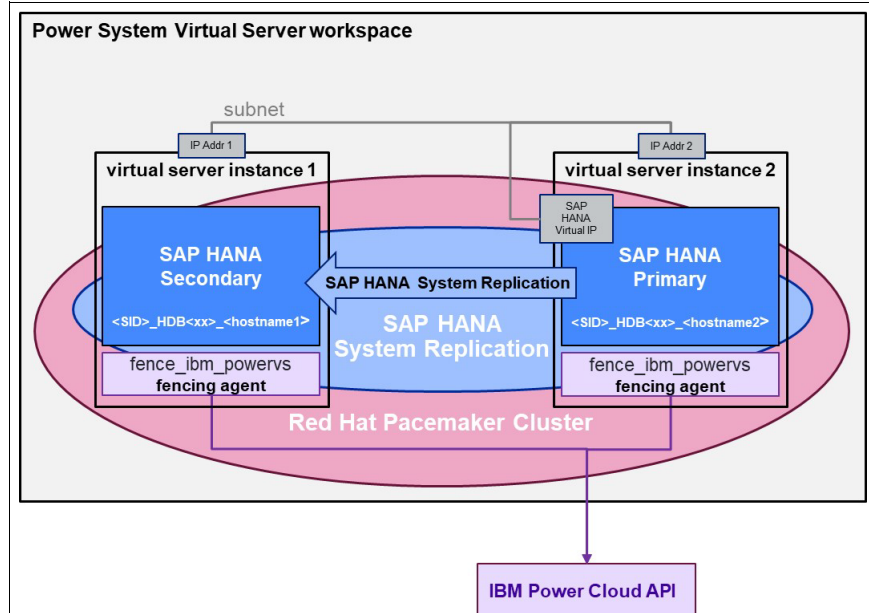 Power System Virtual Server workspace
subnet
IP Addr 1
IP Addr 2
virtual server instance 1
virtual server instance 2
SAP
HANA
Virtual IP
SAP HANA
Secondary
<SID>_HDB<xx>_<hostname1>
SAP HANA System Replication
SAP HANA
Primary
<SID>_HDB<xx>_<hostname2>
SAP HANA
System Replication
fence_ibm_powervs
fencing agent
fence_ibm_powervs
fencing agent
Red Hat Pacemaker Cluster
IBM Power Cloud API